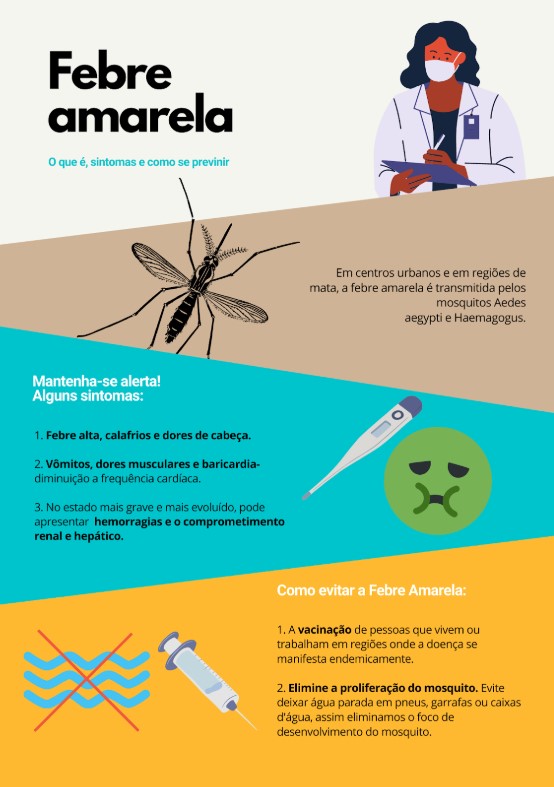 Febre
amarela
O que é, sintomas e como se previnir
Em centros urbanos e em regiões de
mata, a febre amarela é transmitida pelos
mosquitos Aedes
aegypti e Haemagogus.
Mantenha-se alerta!
Alguns sintomas:
1. Febre alta, calafrios e dores de cabeça.
2. Vômitos, dores musculares e baricardia-
diminuição a frequência cardíaca.
3. No estado mais grave e mais evoluído, pode
apresentar hemorragias e o comprometimento
renal e hepático.
Como evitar a Febre Amarela:
1. A vacinação de pessoas que vivem ou
trabalham em regiões onde a doença se
manifesta endemicamente.
2. Elimine a proliferação do mosquito. Evite
deixar água parada em pneus, garrafas ou caixas
d'água, assim eliminamos o foco de
desenvolvimento do mosquito.